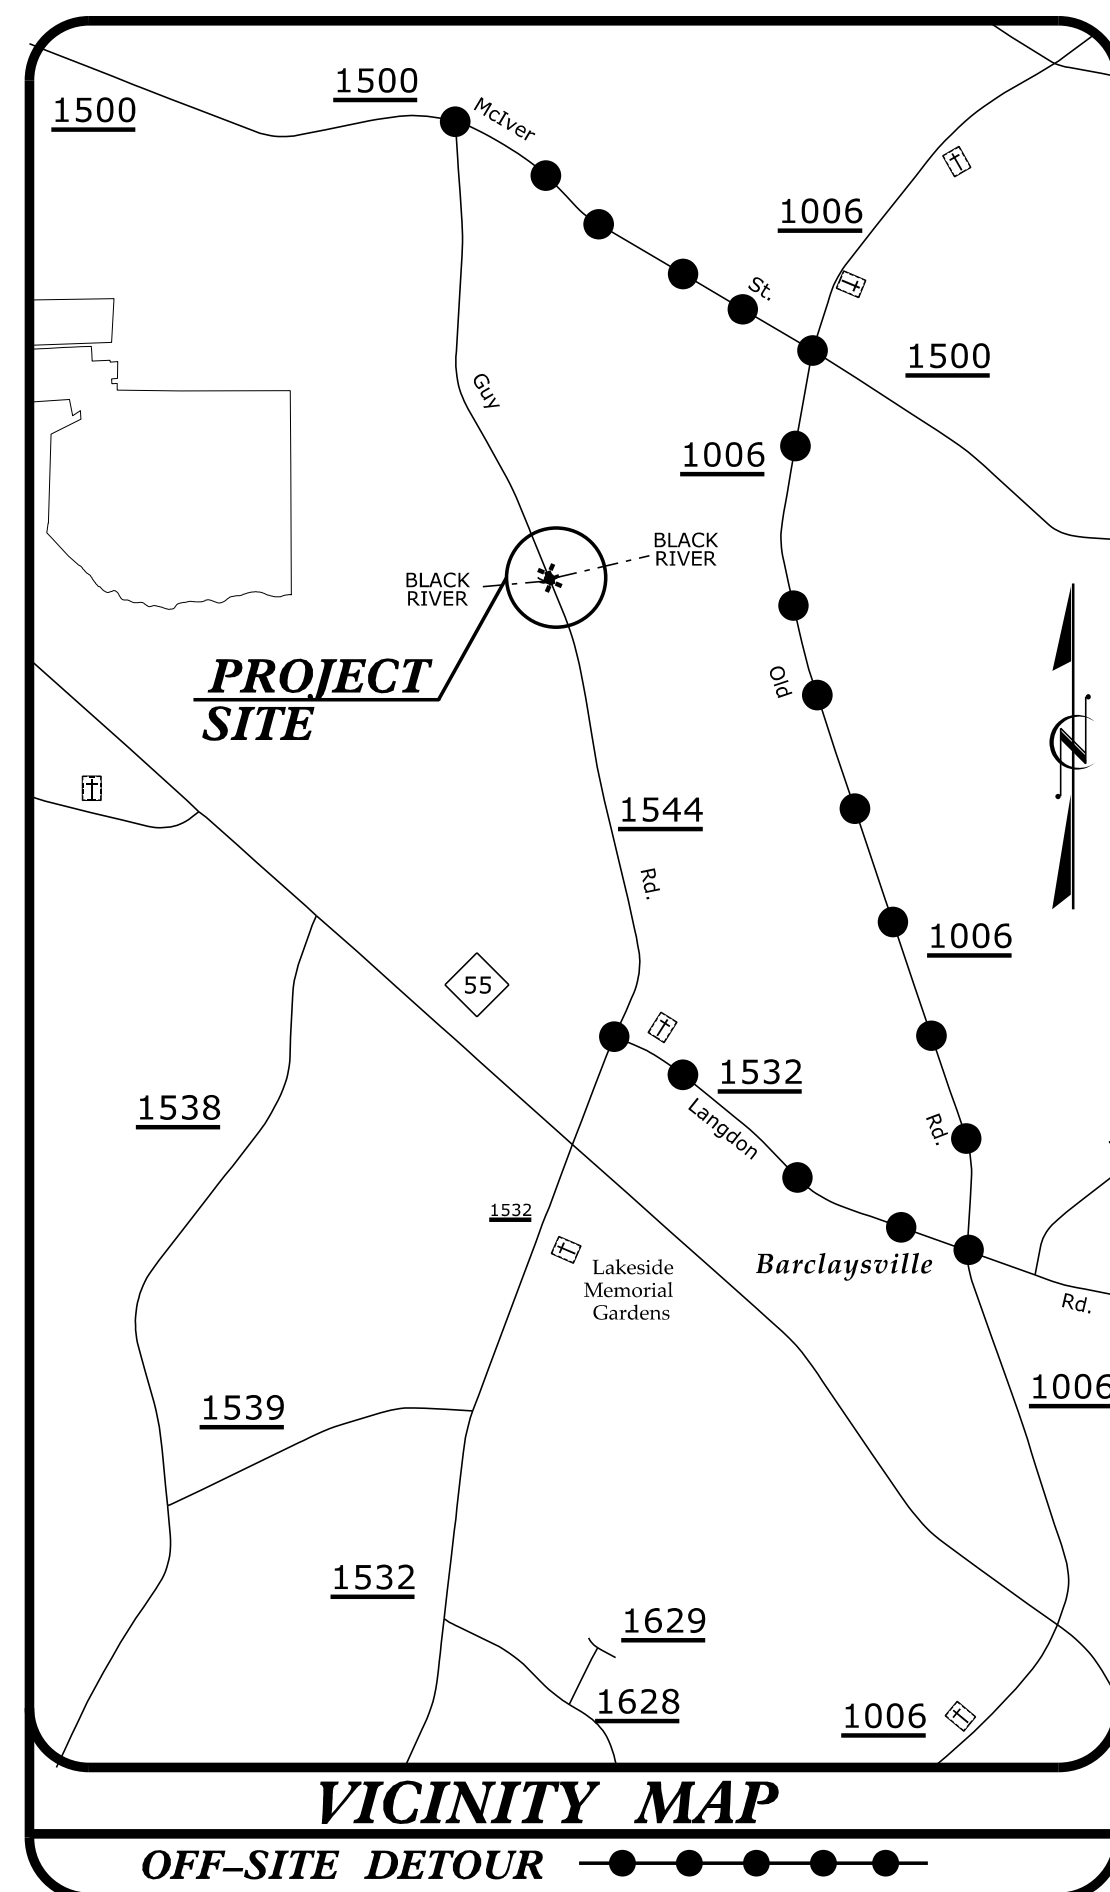 1500
1500
McIver
1006
St.
1500
Guy
1006
BLACK
RIVER
BLACK
RIVER
PROJECT
SITE
Old
N
1544
Rd.
1006
55
1532
Langdon
Rd.
1538
1532
Barclaysville
Lakeside
Memorial
Gardens
Rd.
1006
1539
1532
1629
1628
1006
VICINITY MAP
OFF–SITE DETOUR